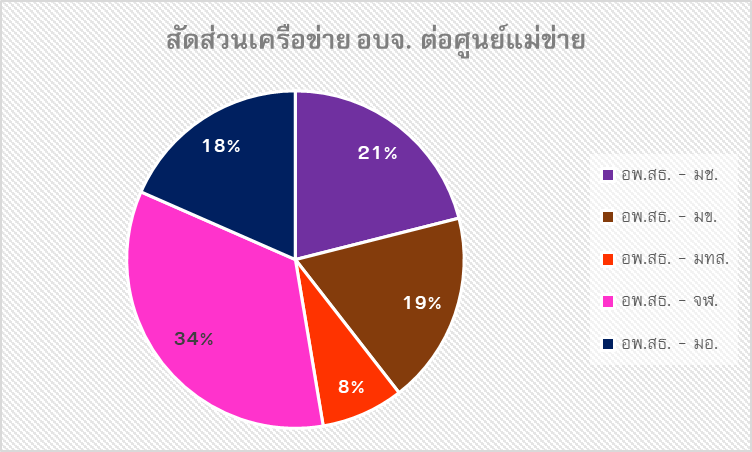 สัดส่วนเครือข่าย อบจ. ต่อศูนย์แม่ข่าย
18%
21%
19%
34%
8%
อพ.สธ. - มช.
อพ.สธ. - มข.
อพ.สธ. - มทส.
อพ.สธ. - จฬ.
อพ.สธ. - มอ.